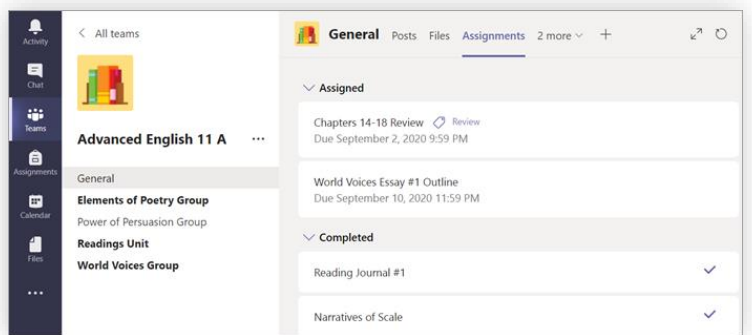 Activity
Chat
Teams
Assignments
Calendar
Files
All teams
Advanced English 11 A
General
Elements of Poetry Group
Power of Persuasion Group
Readings Unit
World Voices Group
General Posts Files Assignments 2 more
Assigned
Chapters 14-18 Review Review
Due September 2, 2020 9:59 PM
World Voices Essay #1 Outline
Due September 10, 2020 11:59 PM
Completed
Reading Journal #1
Narratives of Scale